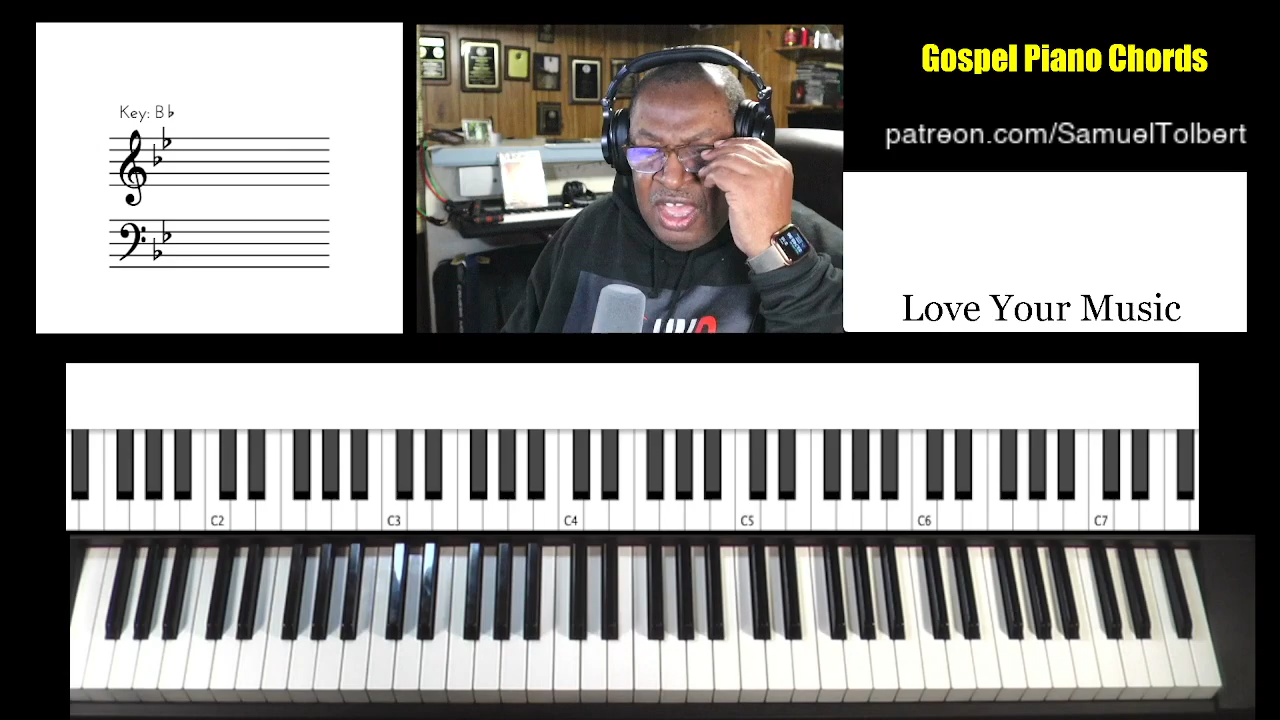 Key: B♭
Gospel Piano Chords
patreon.com/SamuelTolbert
Love Your Music
C2 C3 C4 C5 C6 C7